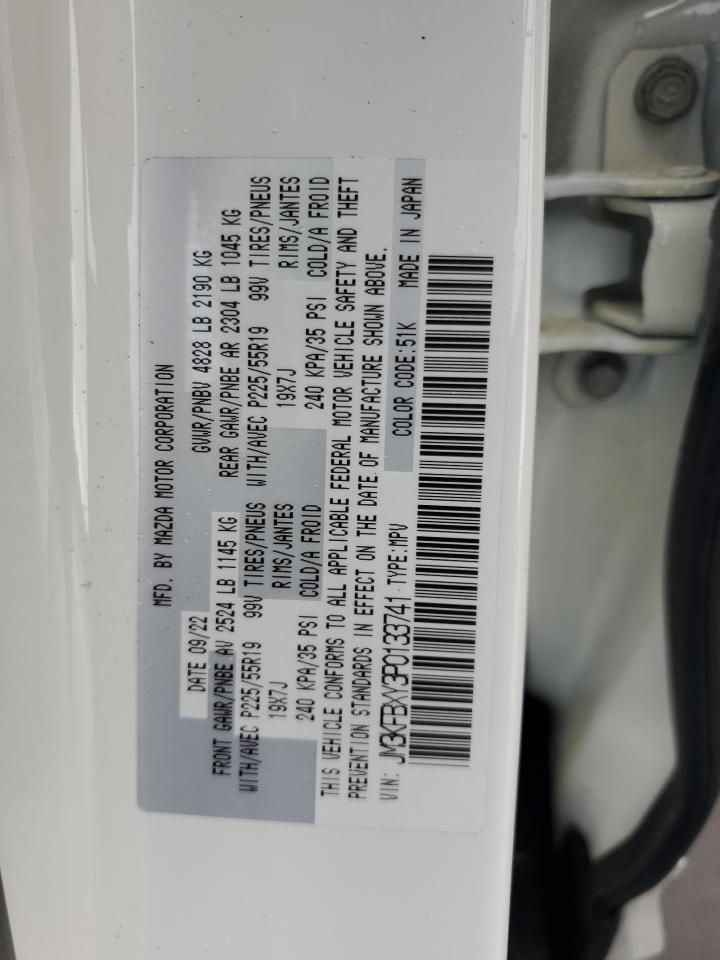 MFD. BY MAZDA MOTOR CORPORATION
DATE 09/22 GVWR/PNBV 4828 LB 2190 KG
FRONT GAWR/PNBE AV 2524 LB 1145 KG REAR GAWR/PNBE AR 2304 LB 1045 KG
WITH/AVEC P225/55R19 99V TIRES/PNEUS WITH/AVEC P225/55R19 99V TIRES/PNEUS
19X7J RIMS/JANTES 19X7J RIMS/JANTES
240 KPA/35 PSI COLD/A FROID 240 KPA/35 PSI COLD/A FROID
THIS VEHICLE CONFORMS TO ALL APPLICABLE FEDERAL MOTOR VEHICLE SAFETY AND THEFT
PREVENTION STANDARDS IN EFFECT ON THE DATE OF MANUFACTURE SHOWN ABOVE.
VIN: JM3KFBXY3P0133741 TYPE:MPV COLOR CODE:51K MADE IN JAPAN